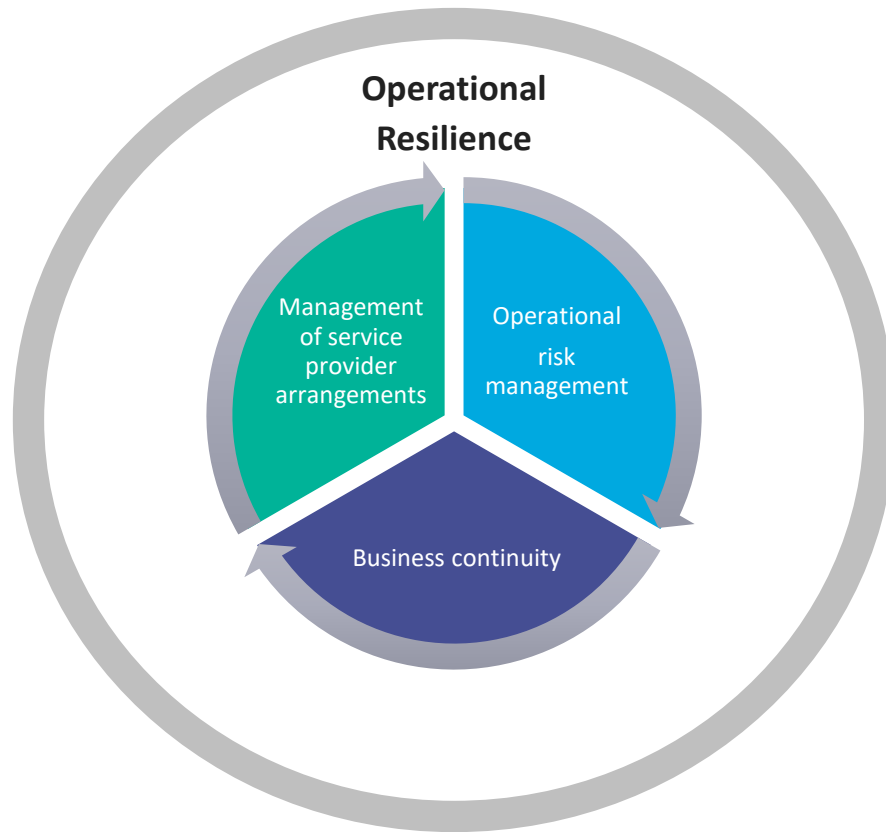 Operational
Resilience
Management
of service
provider
arrangements
Operational
risk
management
Business continuity